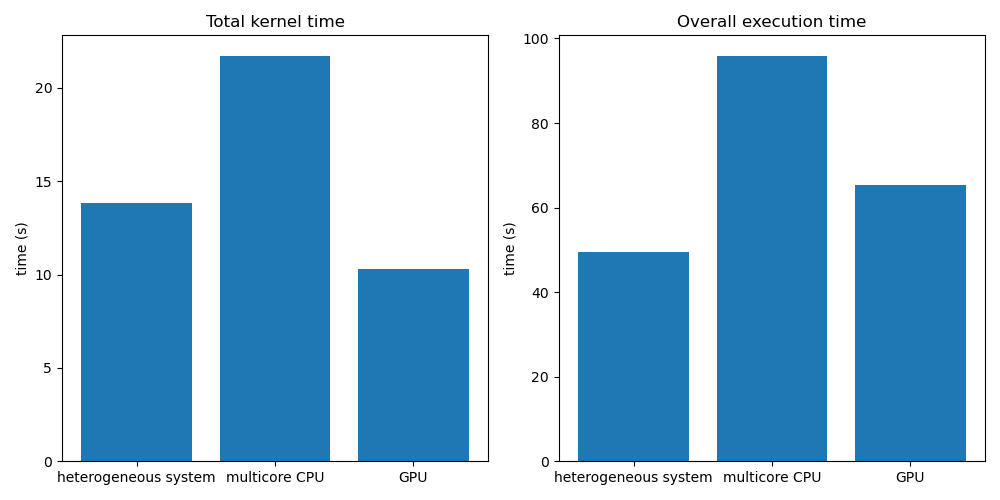 Total kernel time
time (s)
20
15
10
5
0
heterogeneous system
multicore CPU
GPU
Overall execution time
time (s)
100
80
60
40
20
0
heterogeneous system
multicore CPU
GPU